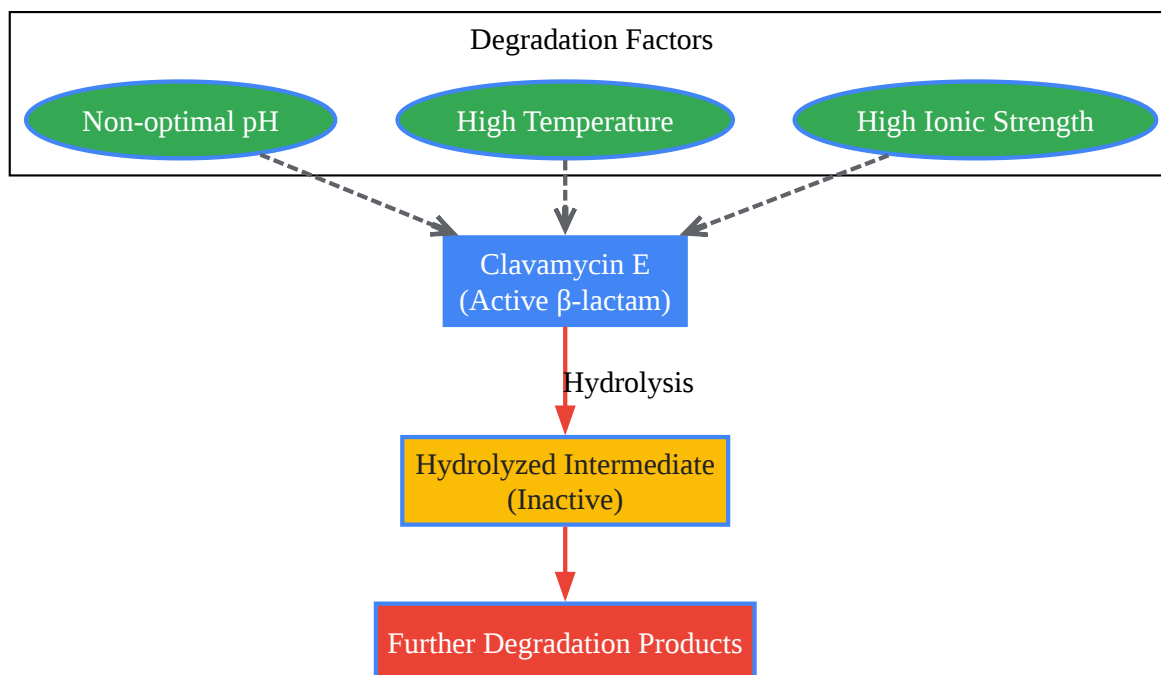 Degradation Factors
Non-optimal pH
High Temperature
High Ionic Strength
Clavamycin E
(Active β-lactam)
Hydrolysis
Hydrolyzed Intermediate
(Inactive)
Further Degradation Products